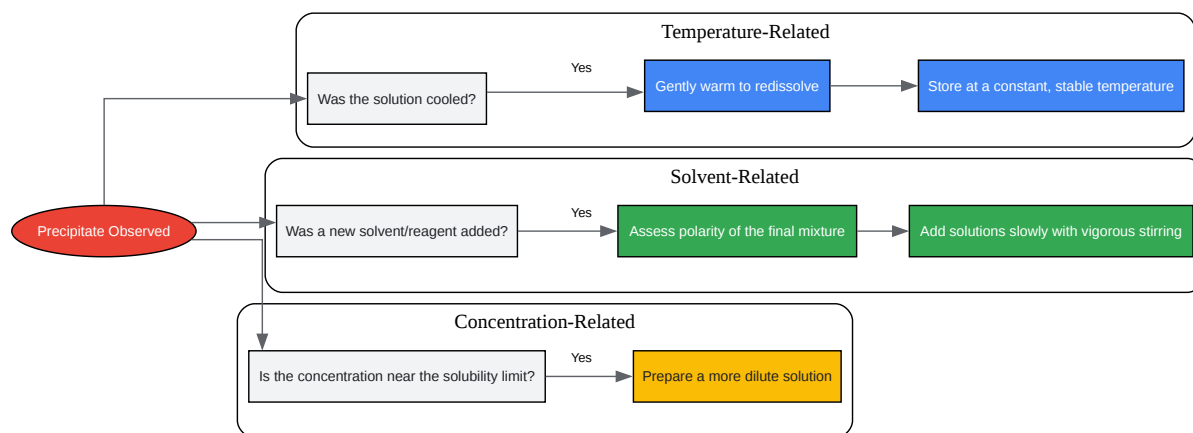 Temperature-Related
Was the solution cooled?
Yes
Gently warm to redissolve
Store at a constant, stable temperature
Solvent-Related
Precipitate Observed
Was a new solvent/reagent added?
Yes
Assess polarity of the final mixture
Add solutions slowly with vigorous stirring
Concentration-Related
Is the concentration near the solubility limit?
Yes
Prepare a more dilute solution